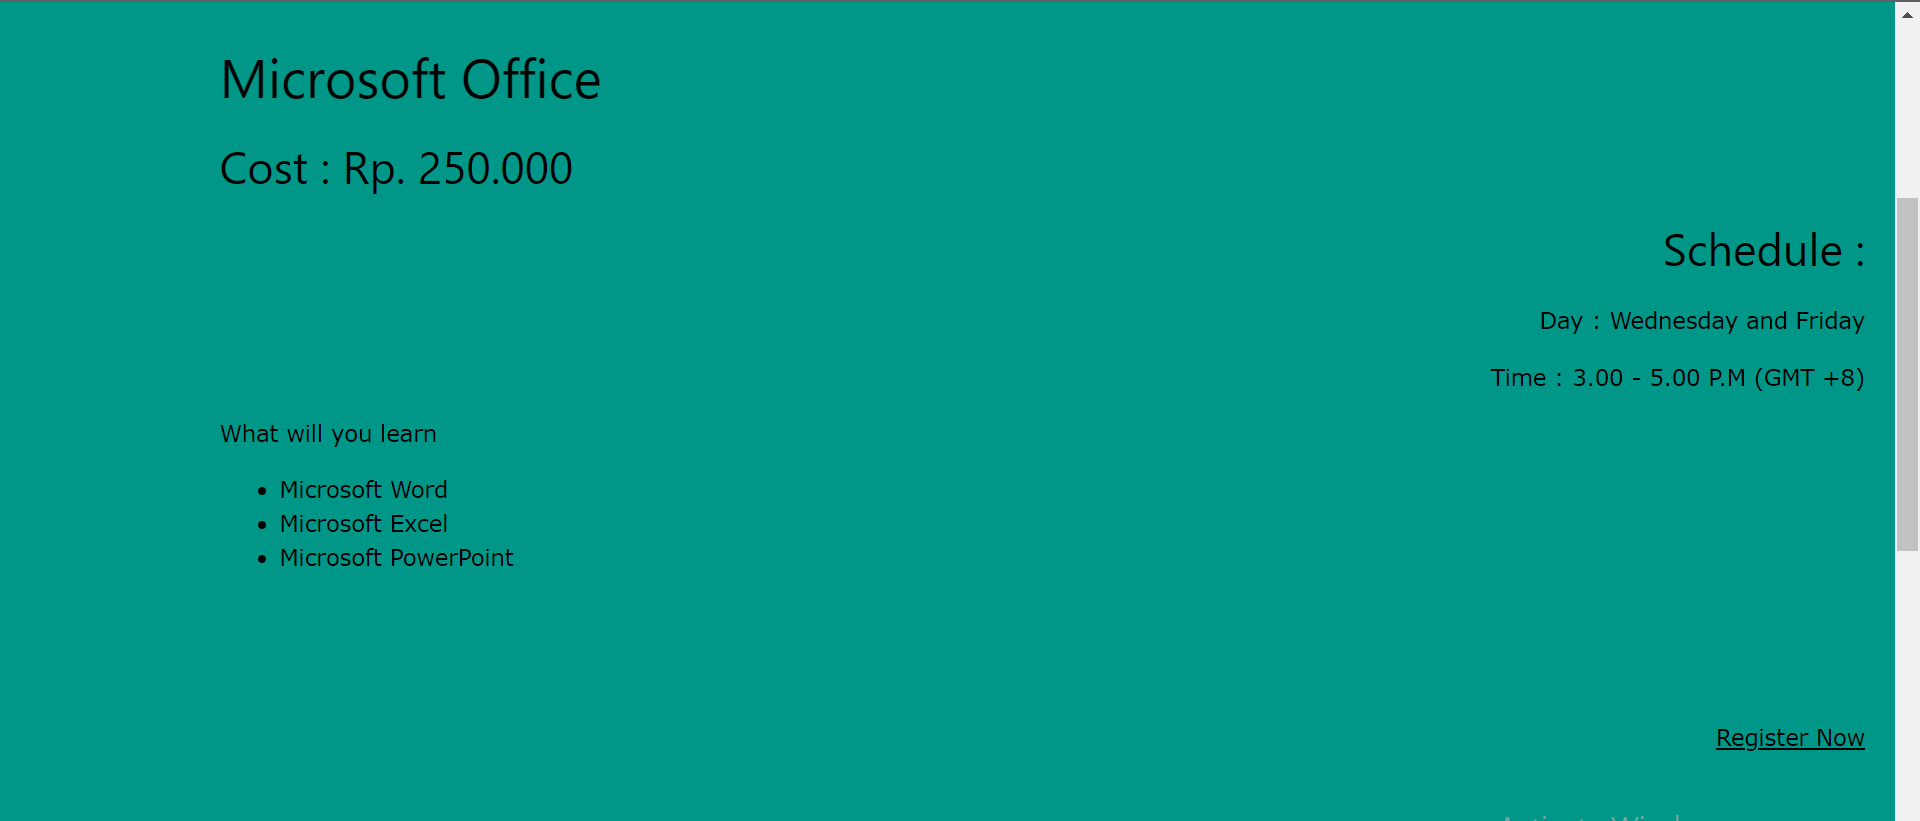 Microsoft Office
Cost : Rp. 250.000
Schedule :
Day : Wednesday and Friday
Time : 3.00 - 5.00 P.M (GMT +8)
What will you learn
Microsoft Word
Microsoft Excel
Microsoft PowerPoint
Register Now